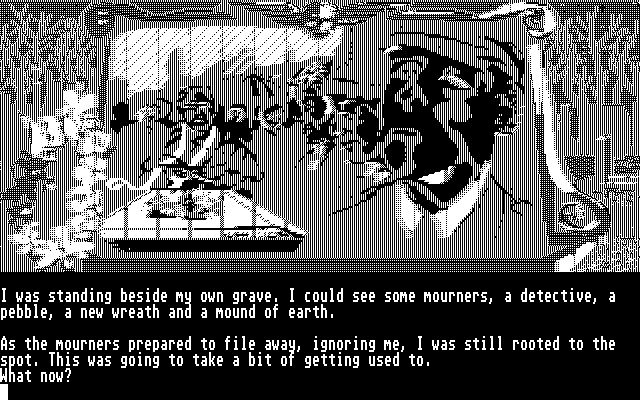 I was standing beside my own grave. I could see some mourners, a detective, a
pebble, a new wreath and a mound of earth.
As the mourners prepared to file away, ignoring me, I was still rooted to the
spot. This was going to take a bit of getting used to.
What now?